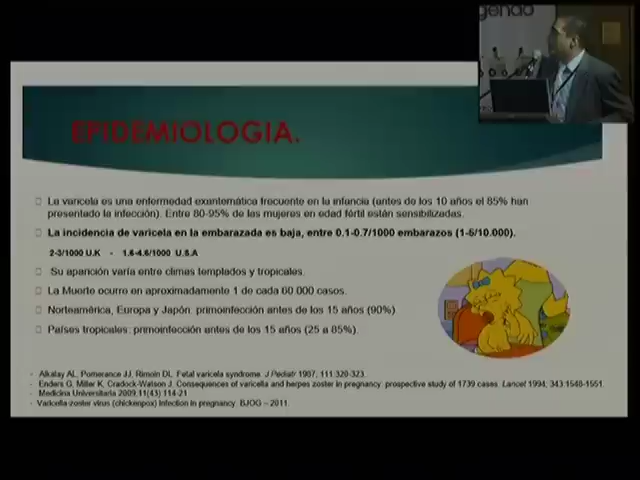 gendo
EPIDEMIOLOGIA.
La varicela es una enfermedad exantemática frecuente en la infancia (antes de los 10 años el 85% han
presentado la infección). Entre 80-95% de las mujeres en edad fértil están sensibilizadas.
La incidencia de varicela en la embarazada es baja, entre 0.1-0.7/1000 embarazos (1-5/10.000).
2-3/1000 U.K - 1.6-4.6/1000 U.S.A
Su aparición varía entre climas templados y tropicales.
La Muerte ocurre en aproximadamente 1 de cada 60 000 casos.
Norteamérica, Europa y Japón: primoinfección antes de los 15 años (90%)
Países tropicales: primoinfección antes de los 15 años (25 a 85%).
- Alkalay AL, Pomerance JJ, Rimoin DL. Fetal varicela syndrome. J Pediatr 1987; 111:320-323.
- Enders G, Miller K, Cradock-Watson J. Consequences of varicella and herpes zoster in pregnancy: prospective study of 1739 cases. Lancet 1994; 343:1548-1551.
- Medicina Universitaria 2009;11(43):114-21
- Varicella-zoster virus (chickenpox) Infection in pregnancy. BJOG – 2011.